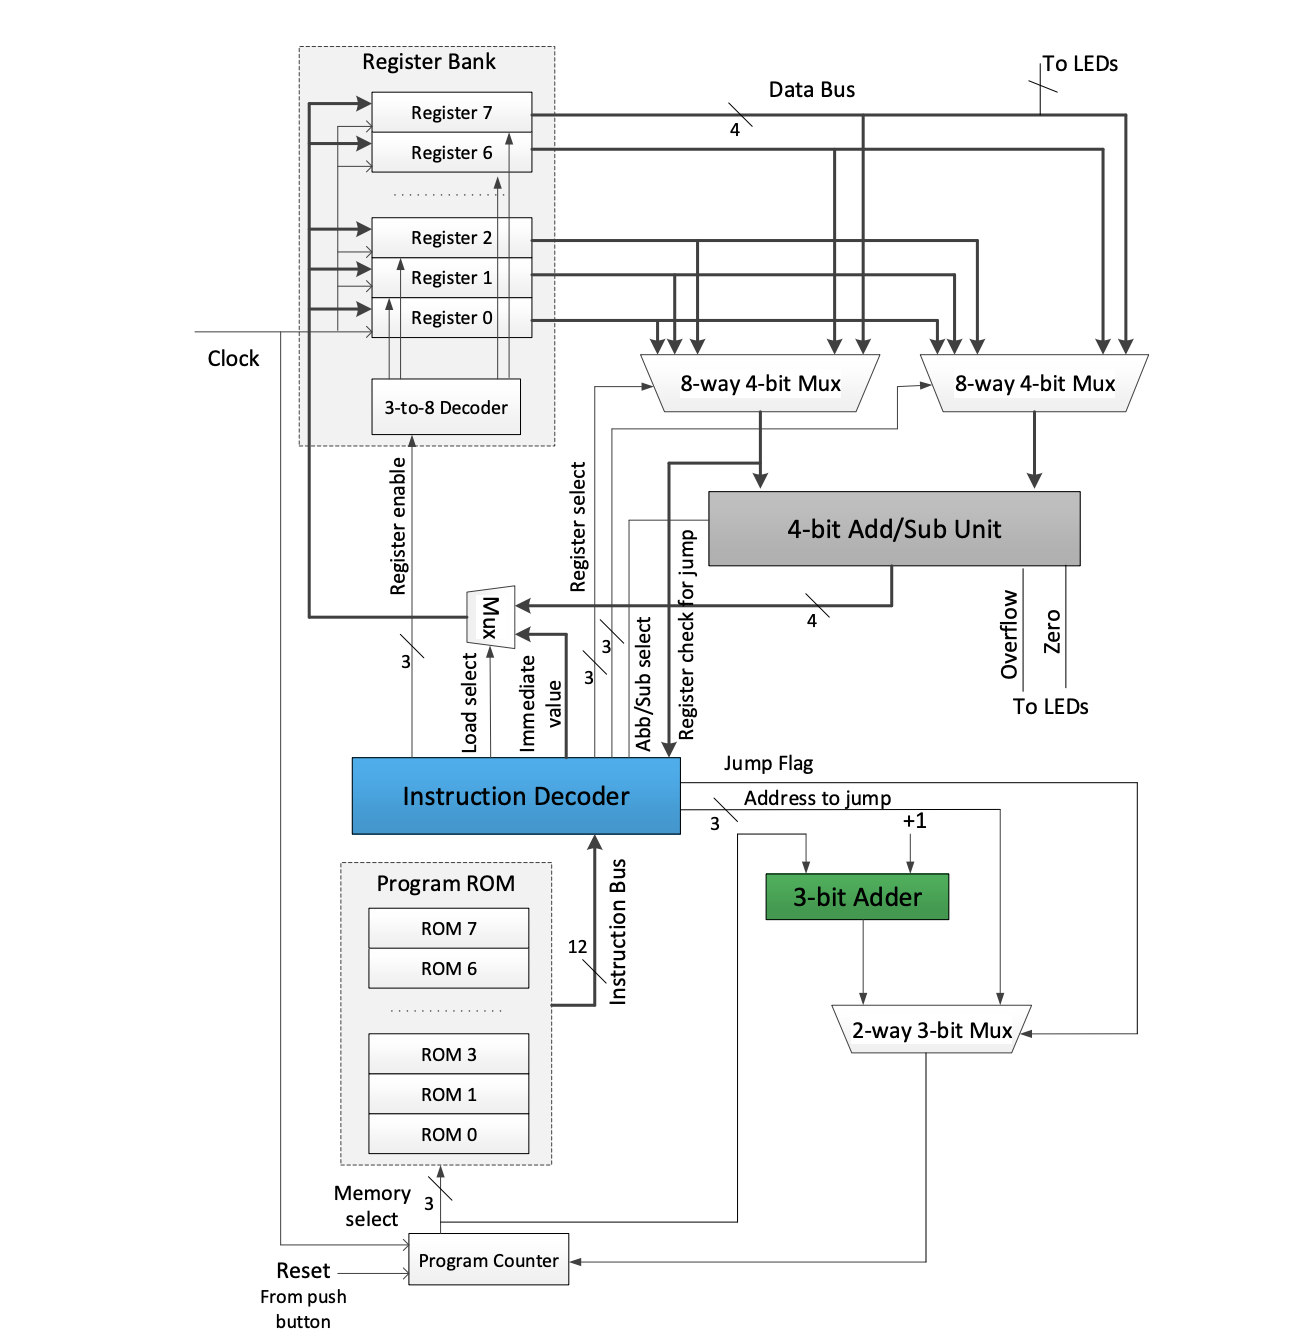 Register Bank
To LEDs
Data Bus
Register 7
4
Register 6
Register 2
Register 1
Register 0
Clock
8-way 4-bit Mux
8-way 4-bit Mux
3-to-8 Decoder
Register enable
Register select
4-bit Add/Sub Unit
Register check for jump
Mux
4
Overflow
Zero
3
3
3
Abb/Sub select
Load select
Immediate
value
To LEDs
Jump Flag
Instruction Decoder
Address to jump
3
+1
Program ROM
3-bit Adder
ROM 7
12
Instruction Bus
ROM 6
ROM 3
2-way 3-bit Mux
ROM 1
ROM 0
Memory
select
3
Program Counter
Reset
From push
button